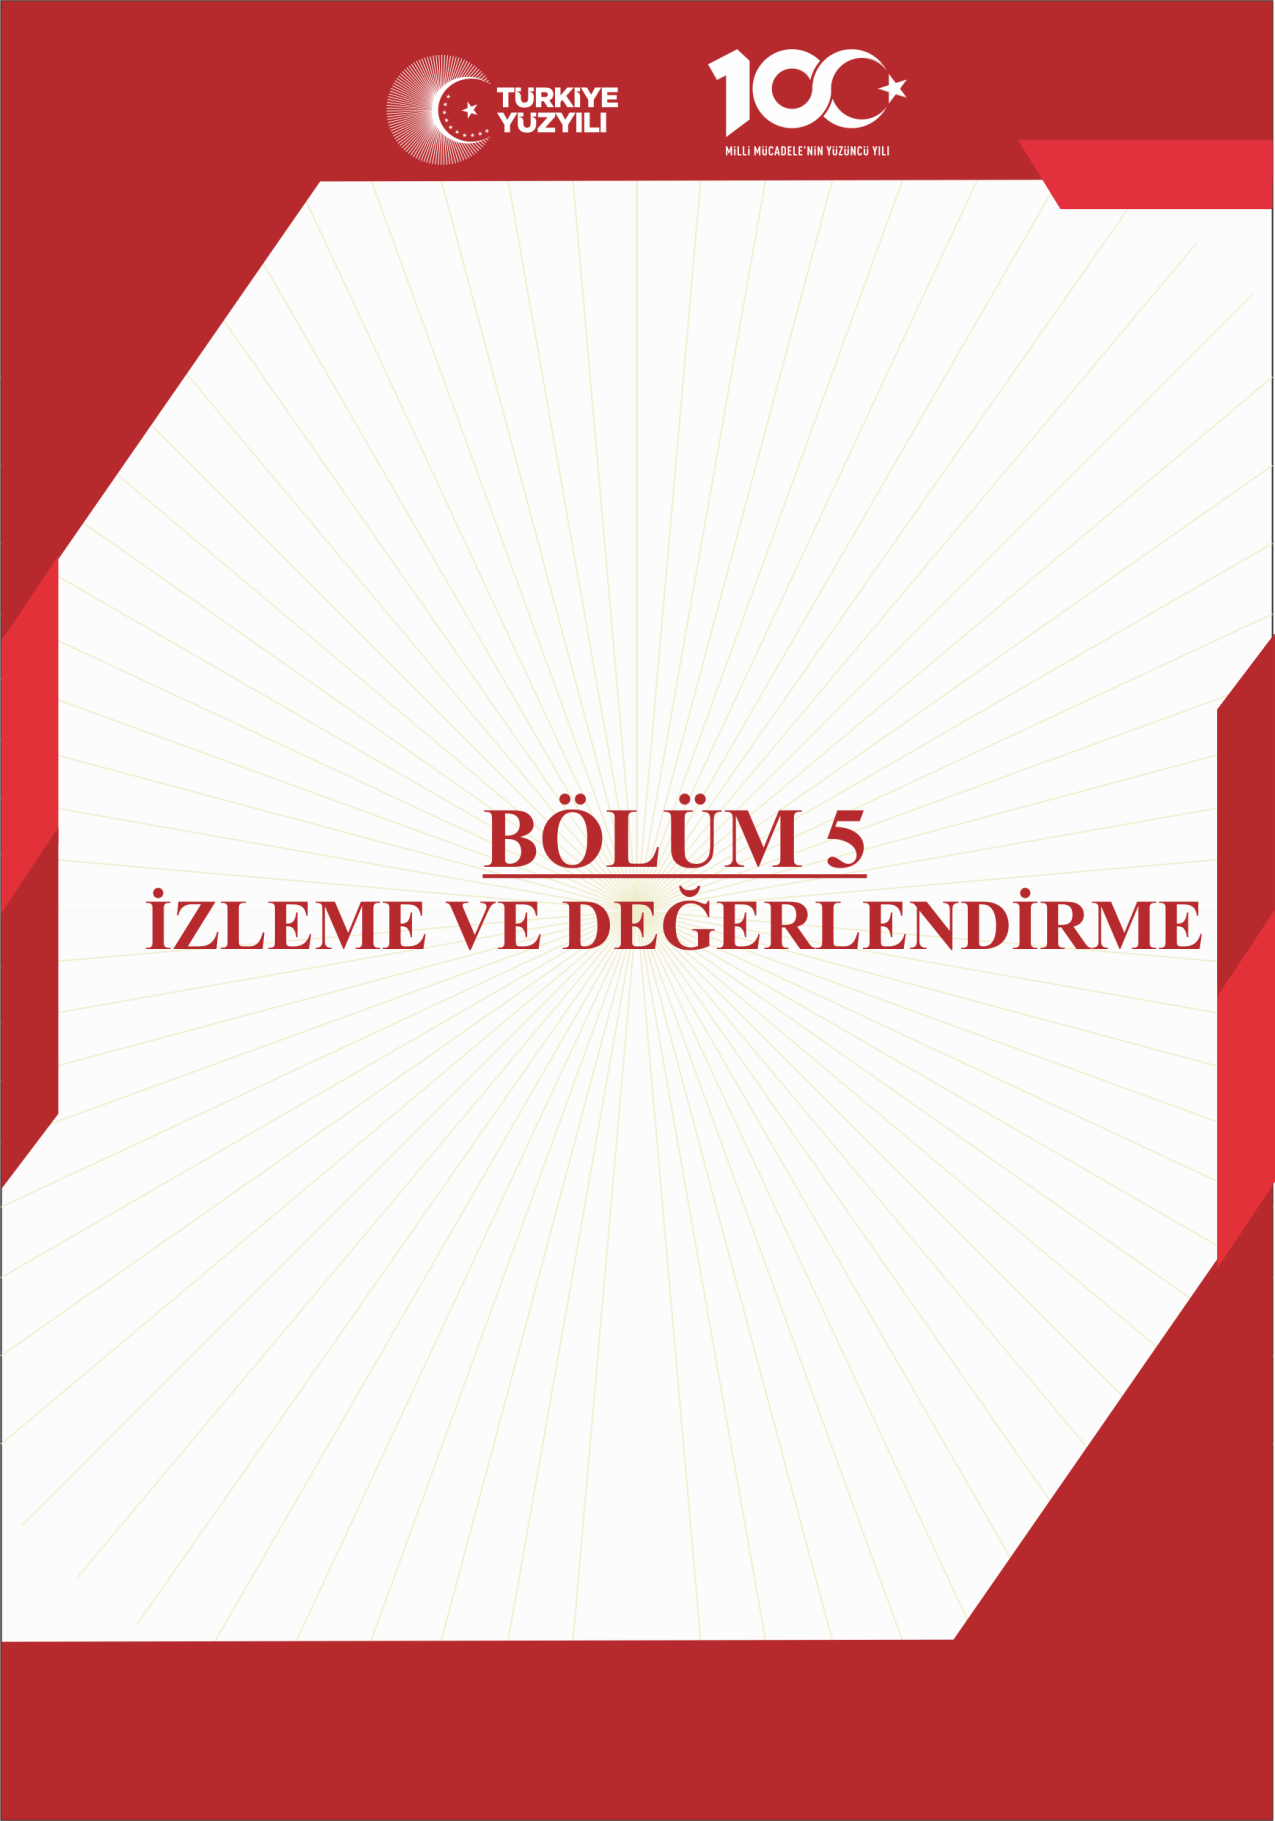 TÜRKİYE
YÜZYILI
100
MİLLİ MÜCADELE'NİN YÜZÜNCÜ YILI
BÖLÜM 5
İZLEME VE DEĞERLENDİRME